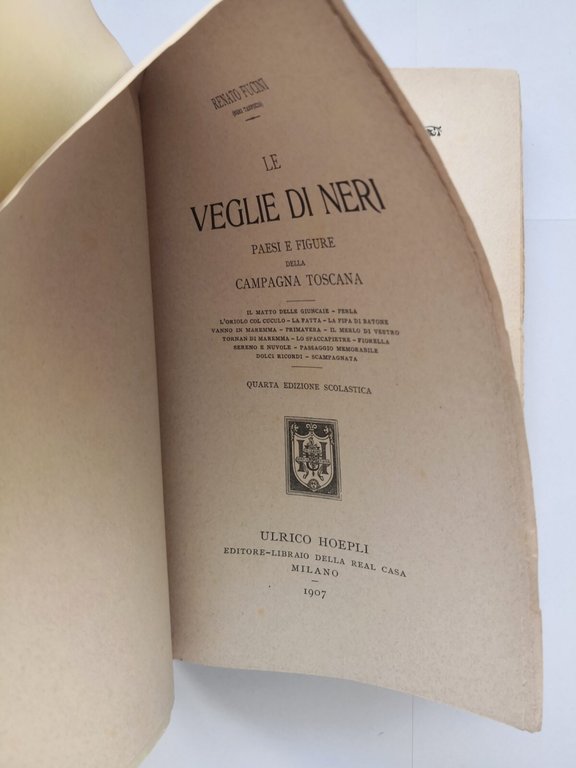 RENATO FUCINI
(NERI TANFUCIO)
LE
VEGLIE DI NERI
PAESI E FIGURE
DELLA
CAMPAGNA TOSCANA
IL MATTO DELLE GIUNCAIE – PERLA
L'ORIOLO COL CUCULO – LA FATTA – LA PIPA DI BATONE
VANNO IN MAREMMA – PRIMAVERA – IL MERLO DI VESTRO
TORNAN DI MAREMMA – LO SPACCAPIETRE – FIORELLA
SERENO E NUVOLE – PASSAGGIO MEMORABILE
DOLCI RICORDI – SCAMPAGNATA
QUARTA EDIZIONE SCOLASTICA
ULRICO HOEPLI
EDITORE-LIBRAIO DELLA REAL CASA
MILANO
1907